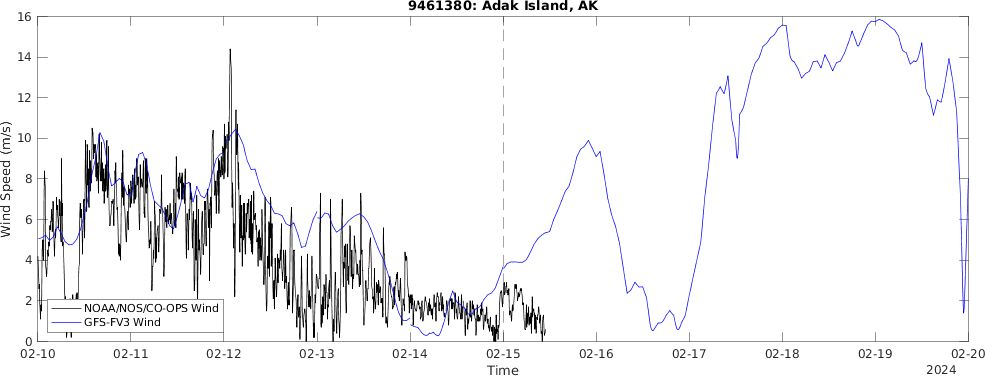 9461380: Adak Island, AK
Wind Speed (m/s)
16
14
12
10
8
6
4
2
0
NOAA/NOS/CO-OPS Wind
GFS-FV3 Wind
02-10 02-11 02-12 02-13 02-14 02-15 02-16 02-17 02-18 02-19 02-20
Time
2024